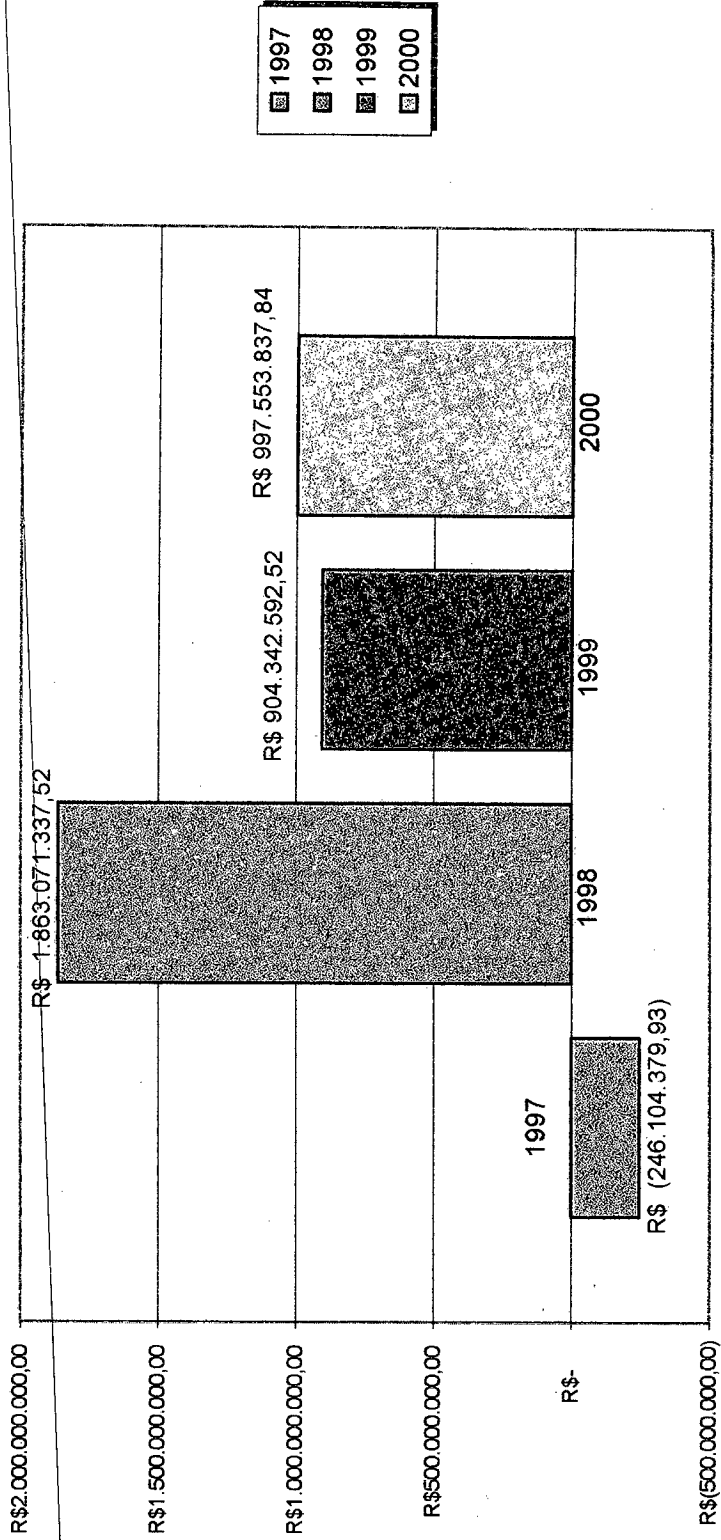 R$2.000.000.000,00
R$1.500.000.000,00
R$1.000.000.000,00
R$500.000.000,00
R$-
R$(500.000.000,00)
1997
R$ (246.104.379,93)
R$ 1.863.071.337,52
1998
R$ 904.342.592,52
1999
R$ 997.553.837,84
2000
1997
1998
1999
2000